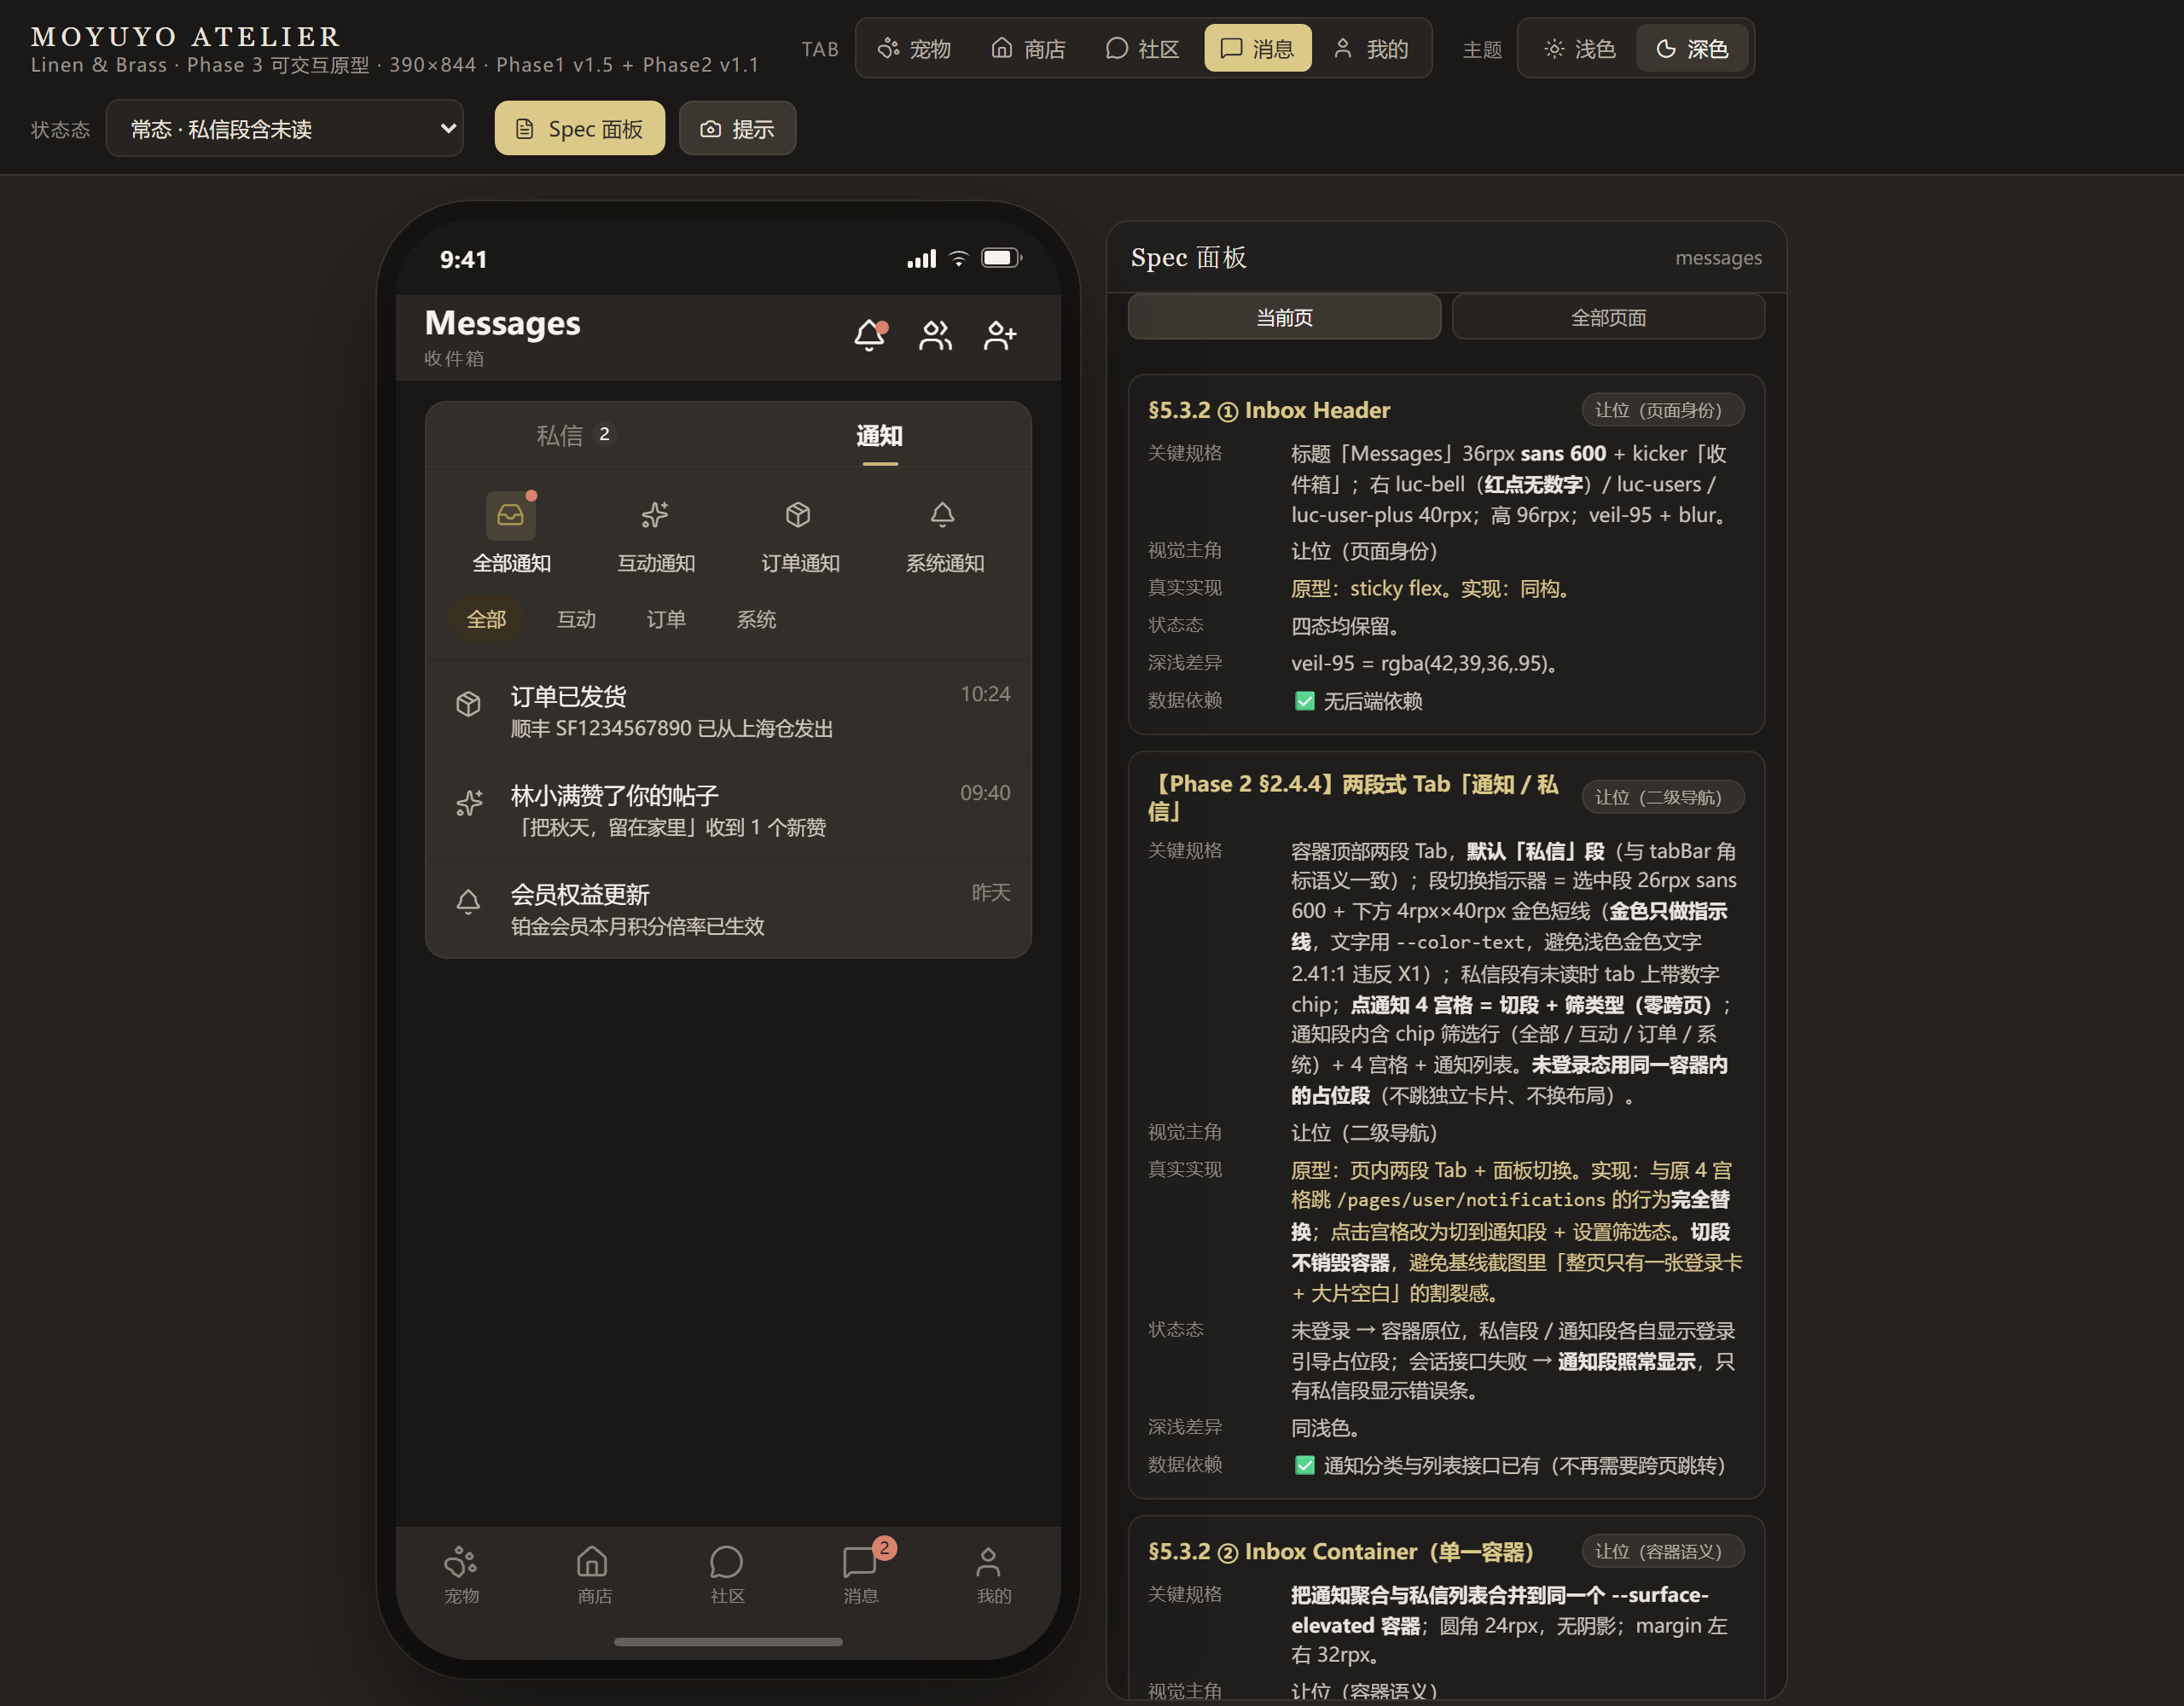 MOYUYO ATELIER
Linen & Brass · Phase 3 可交互原型 · 390×844 · Phase1 v1.5 + Phase2 v1.1
TAB 宠物 商店 社区 消息 我的 主题 浅色 深色
状态态 常态 · 私信段含未读 Spec 面板 提示
9:41
Messages
收件箱
私信 2 通知
全部通知 互动通知 订单通知 系统通知
全部 互动 订单 系统
订单已发货 10:24
顺丰 SF1234567890 已从上海仓发出
林小满赞了你的帖子 09:40
「把秋天，留在家里」收到 1 个新赞
会员权益更新 昨天
铂金会员本月积分倍率已生效
2
宠物 商店 社区 消息 我的
Spec 面板 messages
当前页 全部页面
§5.3.2 ① Inbox Header 让位（页面身份）
关键规格 标题「Messages」36rpx sans 600 + kicker「收
件箱」；右 luc-bell（红点无数字）/ luc-users /
luc-user-plus 40rpx；高 96rpx；veil-95 + blur。
视觉主角 让位（页面身份）
真实实现 原型：sticky flex。实现：同构。
状态态 四态均保留。
深浅差异 veil-95 = rgba(42,39,36,.95)。
数据依赖 ✅ 无后端依赖
【Phase 2 §2.4.4】两段式 Tab「通知 / 私
信」 让位（二级导航）
关键规格 容器顶部两段 Tab，默认「私信」段（与 tabBar 角
标语义一致）；段切换指示器 = 选中段 26rpx sans
600 + 下方 4rpx×40rpx 金色短线（金色只做指示
线，文字用 --color-text，避免浅色金色文字
2.41:1 违反 X1）；私信段有未读时 tab 上带数字
chip；点通知 4 宫格 = 切段 + 筛类型（零跨页）；
通知段内含 chip 筛选行（全部 / 互动 / 订单 / 系
统）+ 4 宫格 + 通知列表。未登录态用同一容器内
的占位段（不跳独立卡片、不换布局）。
视觉主角 让位（二级导航）
真实实现 原型：页内两段 Tab + 面板切换。实现：与原 4 宫
格跳 /pages/user/notifications 的行为完全替
换；点击宫格改为切到通知段 + 设置筛选态。切段
不销毁容器，避免基线截图里「整页只有一张登录卡
+ 大片空白」的割裂感。
状态态 未登录 → 容器原位，私信段 / 通知段各自显示登录
引导占位段；会话接口失败 → 通知段照常显示，只
有私信段显示错误条。
深浅差异 同浅色。
数据依赖 ✅ 通知分类与列表接口已有（不再需要跨页跳转）
§5.3.2 ② Inbox Container（单一容器） 让位（容器语义）
关键规格 把通知聚合与私信列表合并到同一个 --surface-
elevated 容器；圆角 24rpx，无阴影；margin 左
右 32rpx。
视觉主角 让位（容器语义）